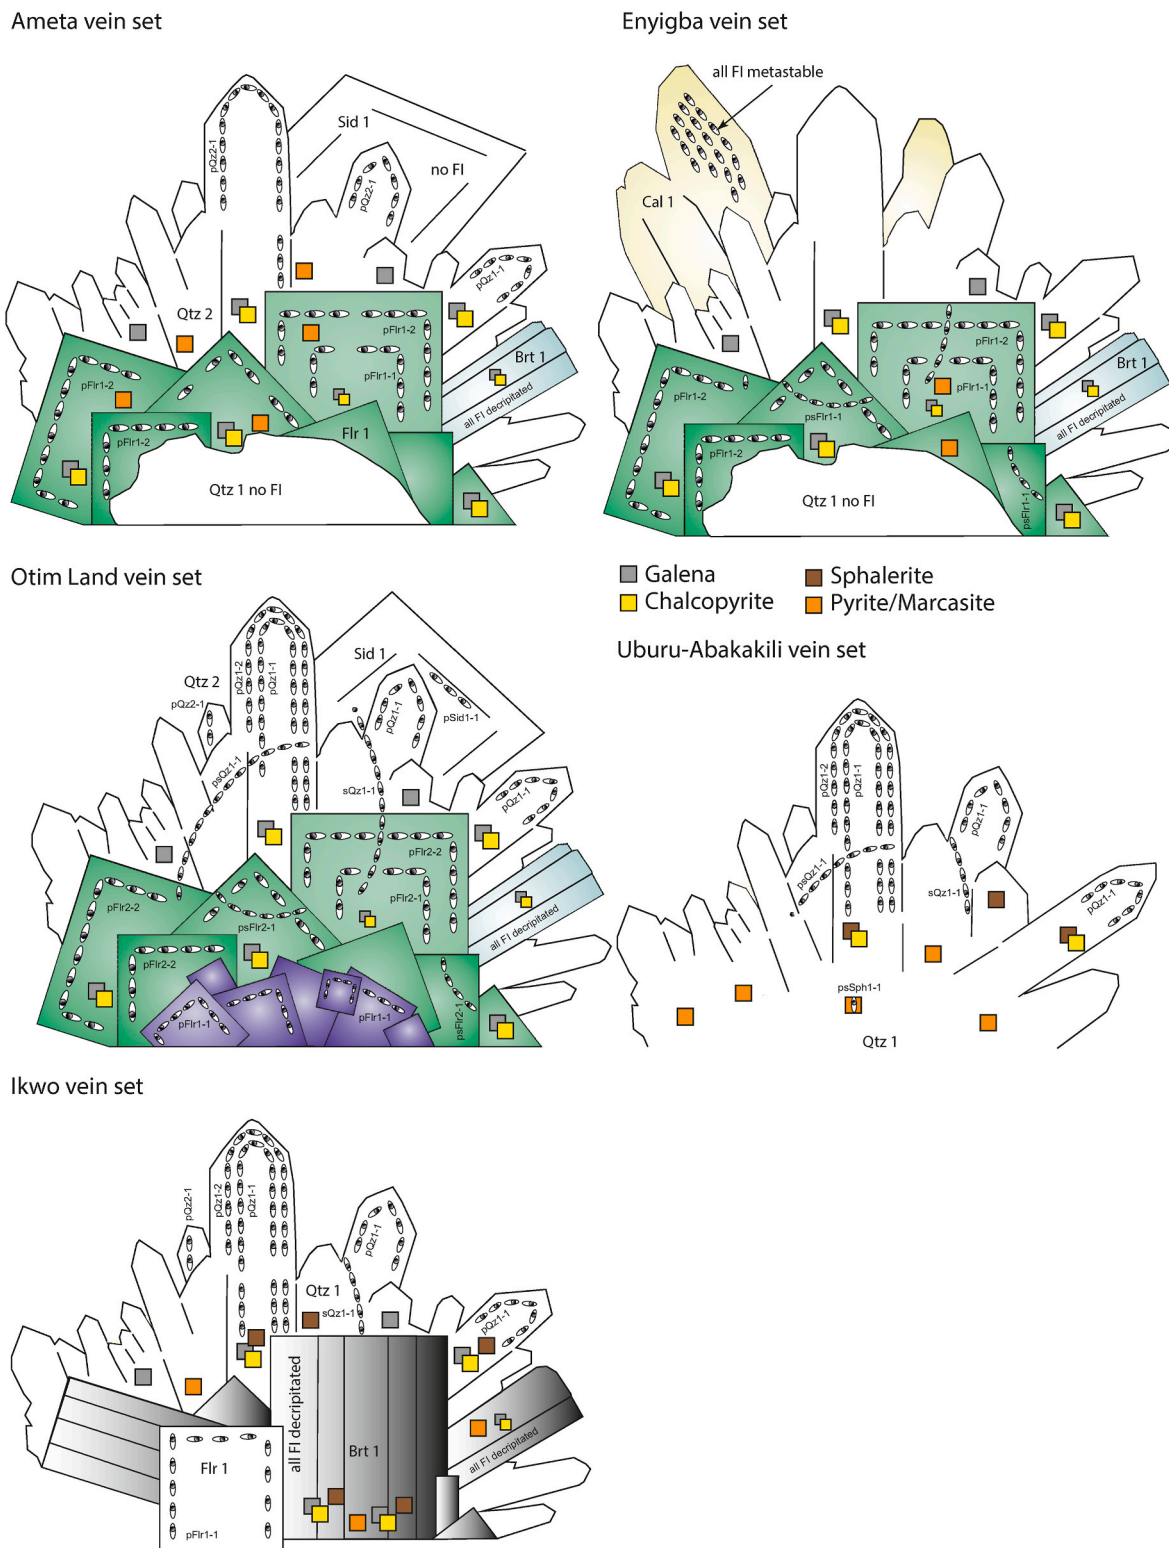 Ameta vein set
pQz2-1
Sid 1
no FI
pQz2-1
pQz1-1
Qtz 2
pFlr1-2
pFlr1-2
pFlr1-1
Brt 1
all FI decripitated
pFlr1-2
Flr 1
Qtz 1 no FI
Enyigba vein set
all FI metastable
Cal 1
pFlr1-2
pFlr1-2
pFlr1-1
psFlr1-1
Brt 1
all FI decripitated
pFlr1-2
Qtz 1 no FI
psFlr1-1
Galena
Chalcopyrite
Sphalerite
Pyrite/Marcasite
Otim Land vein set
Qtz 2
pQz2-1
pQz1-2
pQz1-1
Sid 1
pSid1-1
pQz1-1
psQz1-1
sQz1-1
pQz1-1
pFlr2-2
pFlr2-2
pFlr2-1
psFlr2-1
all FI decripitated
pFlr2-2
pFlr1-1
pFlr1-1
psFlr2-1
Uburu-Abakakili vein set
pQz1-2
pQz1-1
pQz1-1
psQz1-1
sQz1-1
pQz1-1
psSph1-1
Qtz 1
Ikwo vein set
pQz2-1
pQz1-2
pQz1-1
pQz1-1
Qtz 1
sQz1-1
pQz1-1
all FI decripitated
Brt 1
all FI decripitated
Flr 1
pFlr1-1